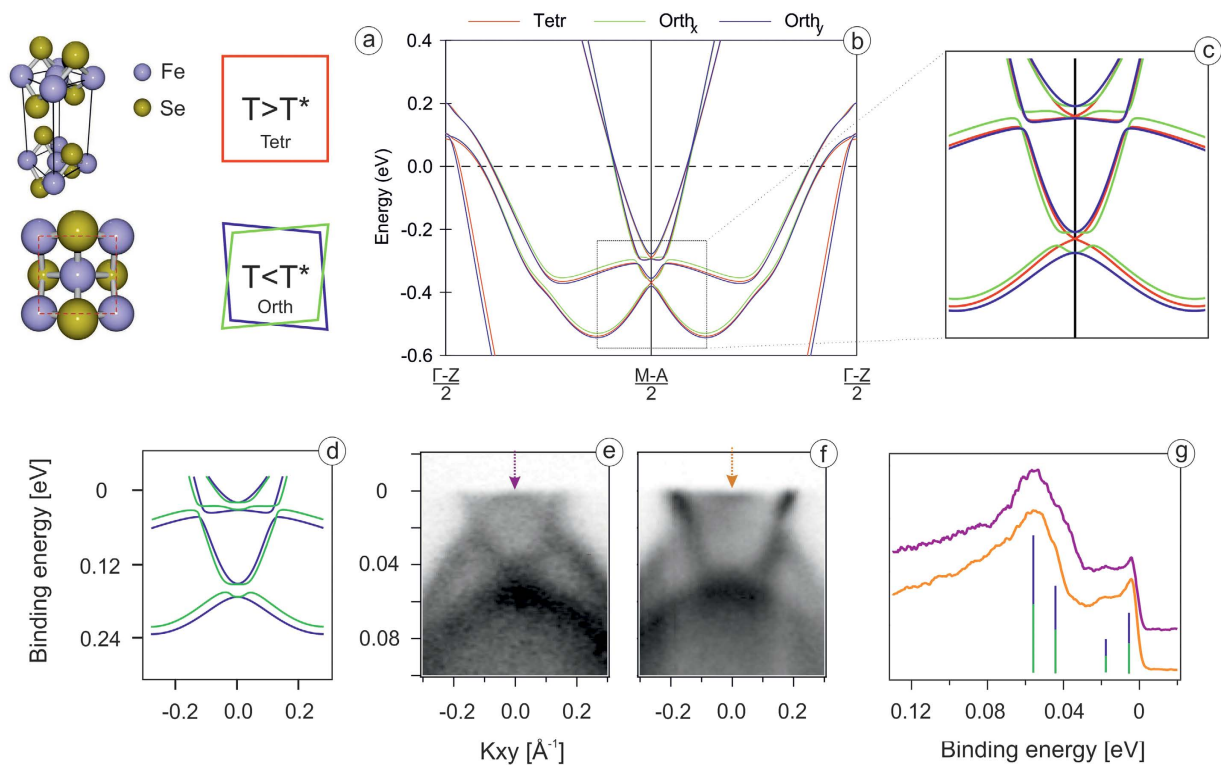 Tetr Orthx Orthy
a
b
c
Fe
Se
T>T*
Tetr
T<T*
Orth
Energy (eV)
0.4
0.2
0.0
-0.2
-0.4
-0.6
Γ-Z
2
M-A
2
Γ-Z
2
d
e
f
g
Binding energy [eV]
0
0.12
0.24
-0.2 0.0 0.2
0
0.04
0.08
-0.2 0.0 0.2
-0.2 0.0 0.2
Kxy [Å⁻¹]
0.12 0.08 0.04 0
Binding energy [eV]